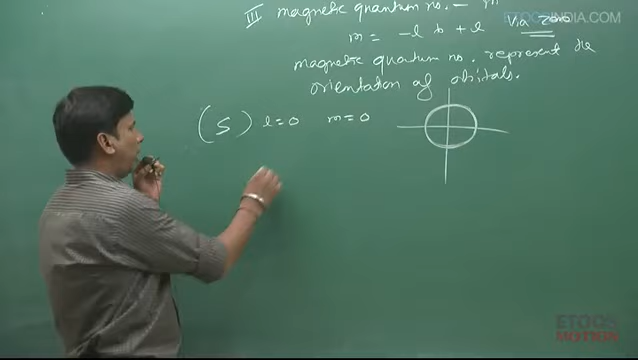 III magnetic quantum no. - m
m = -l to +l
magnetic quantum no. represent the
orientation of orbitals.
(S) l = 0 m = 0
ETOOSINDIA.COM
ETOOS
MOTION